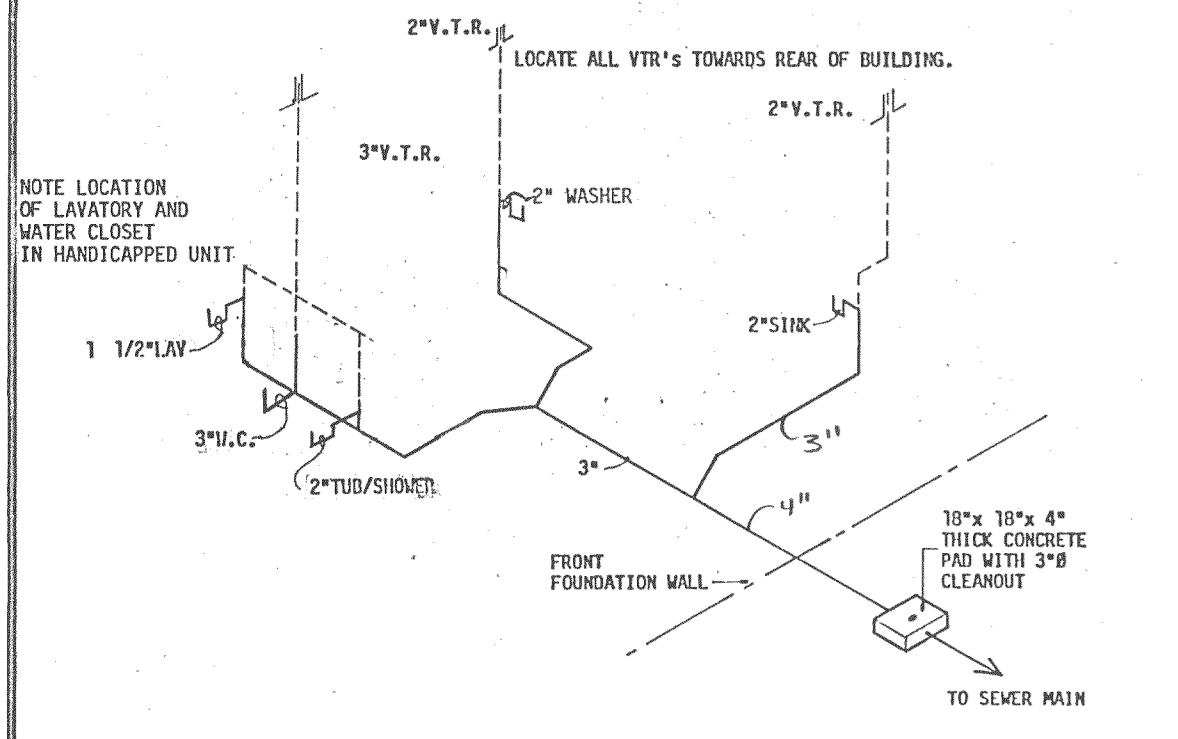 2"V.T.R.
LOCATE ALL VTR's TOWARDS REAR OF BUILDING.
2"V.T.R.
3"V.T.R.
NOTE LOCATION
OF LAVATORY AND
WATER CLOSET
IN HANDICAPPED UNIT
2" WASHER
2"SINK
1 1/2"LAV
3"W.C.
2"TUB/SHOWER
3"
3"
4"
18"x 18"x 4"
THICK CONCRETE
PAD WITH 3"Ø
CLEANOUT
FRONT
FOUNDATION WALL
TO SEWER MAIN